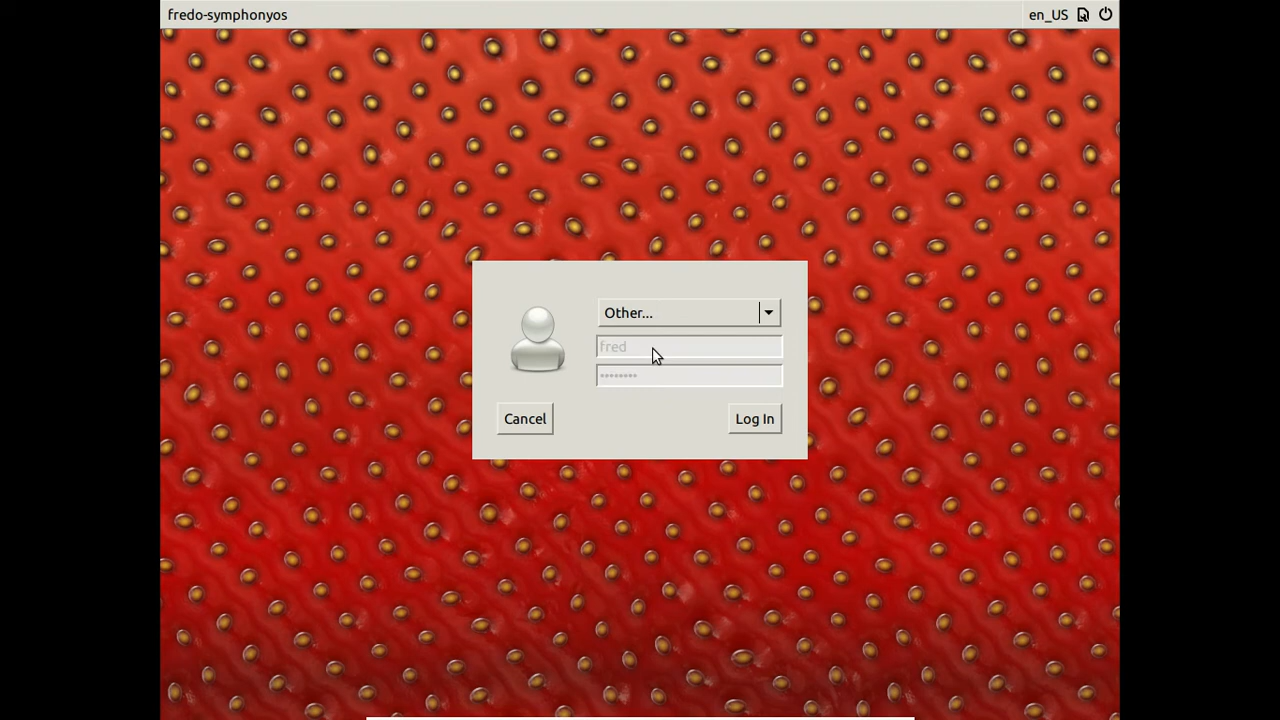 fredo-symphonyos
en_US
Other...
fred
••••••••
Cancel
Log In